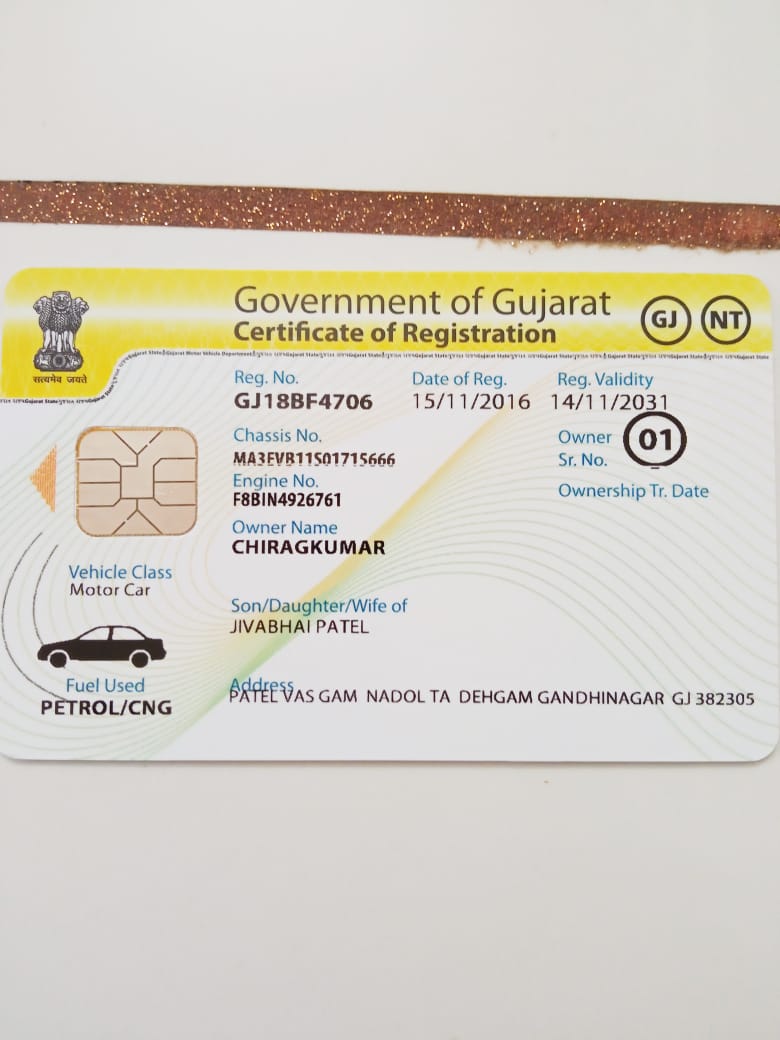 Government of Gujarat
Certificate of Registration
GJ NT
सत्यमेव जयते
Reg. No. Date of Reg. Reg. Validity
GJ18BF4706 15/11/2016 14/11/2031
Chassis No.
MA3EVB11S01715666
Owner Sr. No. 01
Engine No.
F8BIN4926761
Ownership Tr. Date
Owner Name
CHIRAGKUMAR
Vehicle Class
Motor Car
Son/Daughter/Wife of
JIVABHAI PATEL
Fuel Used
PETROL/CNG
Address
PATEL VAS GAM NADOL TA DEHGAM GANDHINAGAR GJ 382305